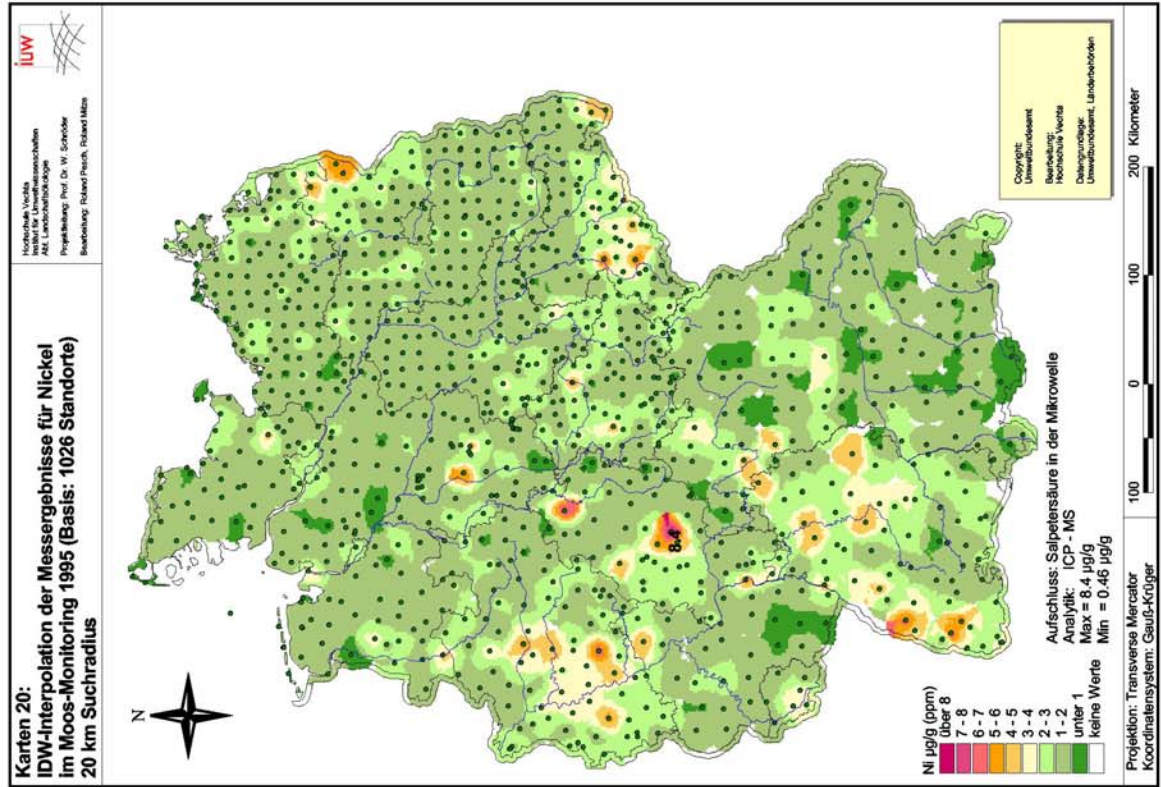 Karten 20:
IDW-Interpolation der Messergebnisse für Nickel
im Moos-Monitoring 1995 (Basis: 1026 Standorte)
20 km Suchradius
Hochschule Vechta
Institut für Umweltwissenschaften
Abt. Landschaftsökologie
Projektleitung: Prof. Dr. W. Schröder
Bearbeitung: Roland Pesch, Roland Mitze
iuw
N
8.4
Ni µg/g (ppm)
über 8
7 - 8
6 - 7
5 - 6
4 - 5
3 - 4
2 - 3
1 - 2
unter 1
keine Werte
Aufschluss: Salpetersäure in der Mikrowelle
Analytik: ICP - MS
Max = 8.4 µg/g
Min = 0.46 µg/g
Copyright:
Umweltbundesamt
Bearbeitung:
Hochschule Vechta
Datengrundlage:
Umweltbundesamt, Länderbehörden
Projektion: Transverse Mercator
Koordinatensystem: Gauß-Krüger
100 0 100 200 Kilometer